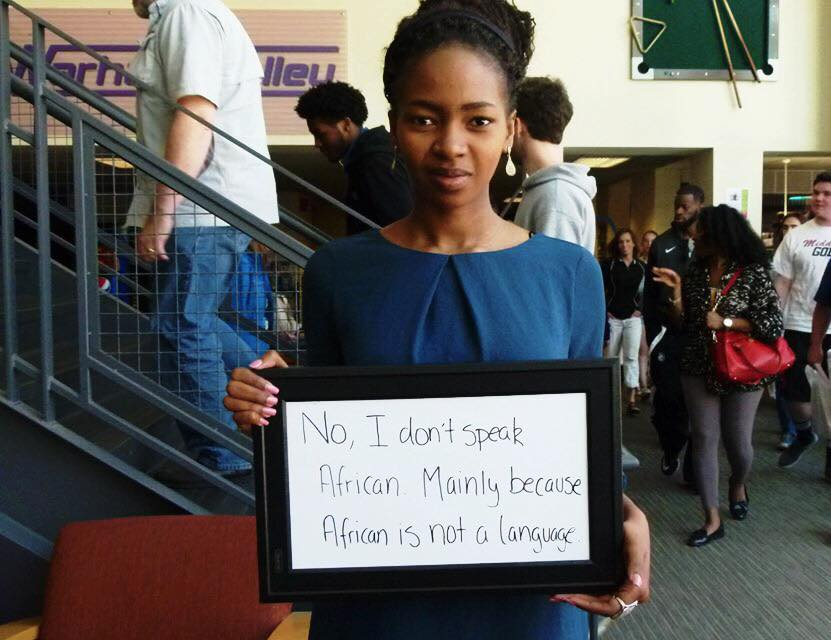 No, I don't speak
African. Mainly because
African is not a language.